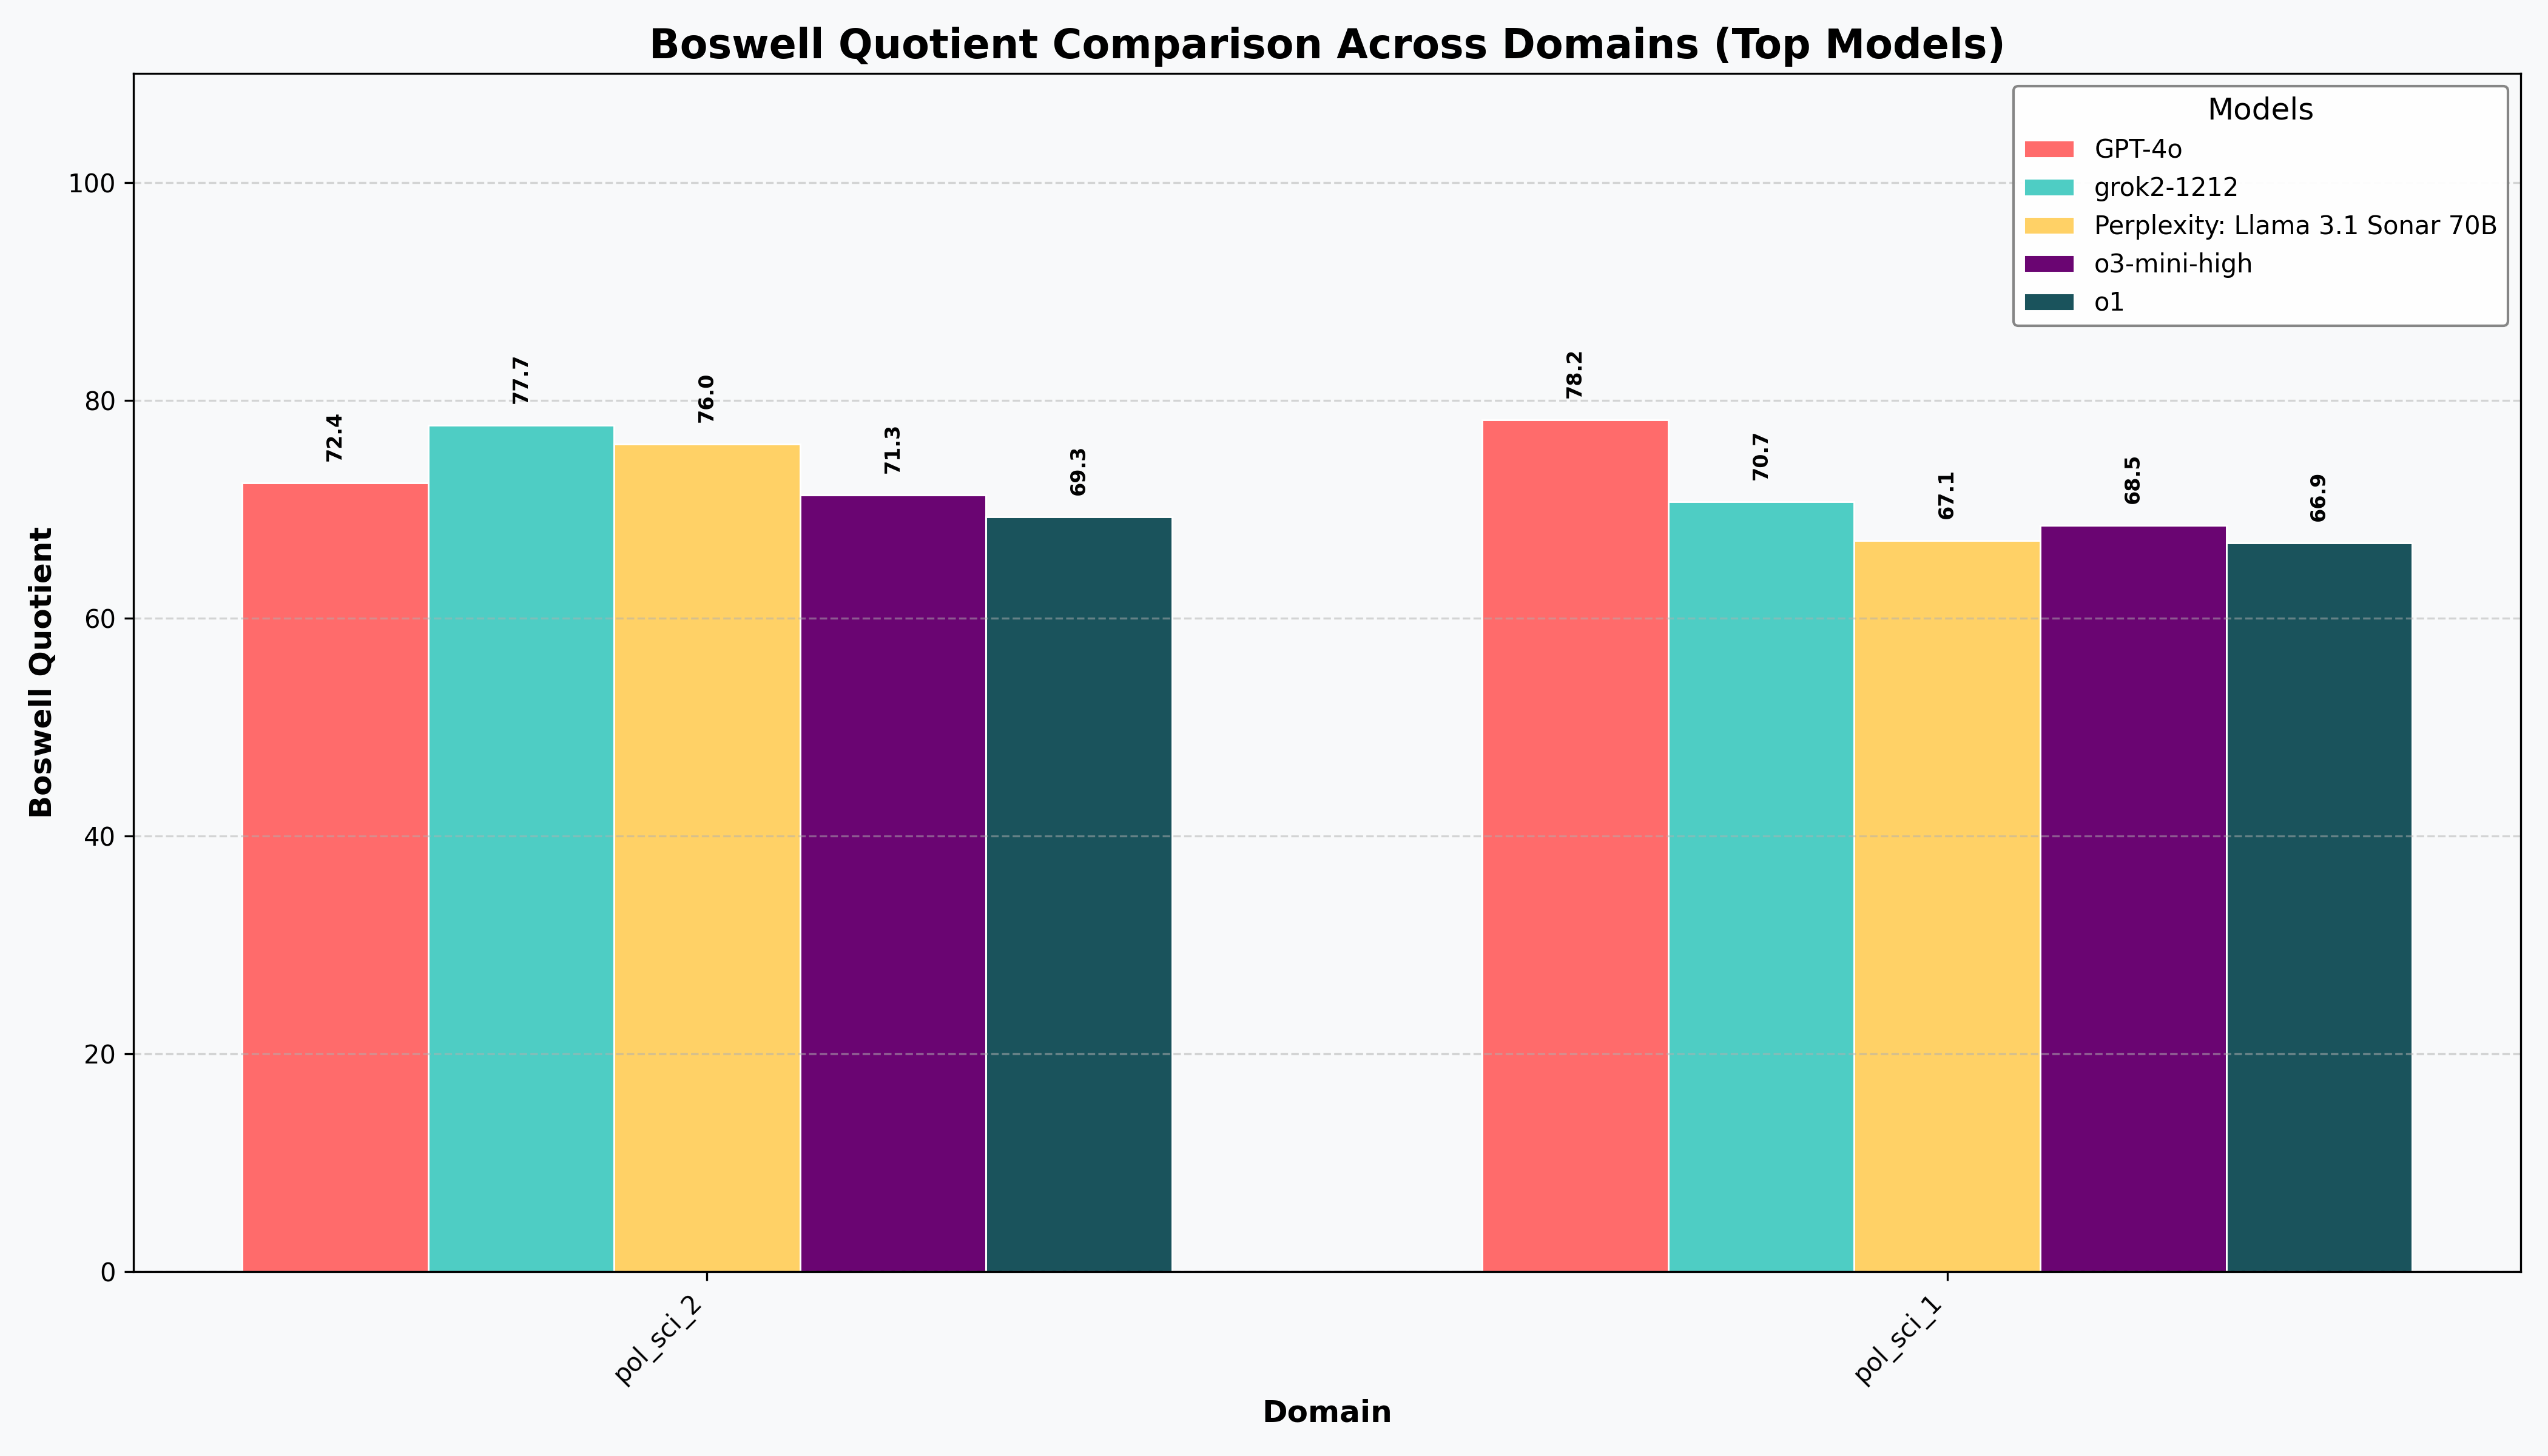 Boswell Quotient Comparison Across Domains (Top Models)
Models
GPT-4o
grok2-1212
Perplexity: Llama 3.1 Sonar 70B
o3-mini-high
o1
Boswell Quotient
100
80
60
40
20
0
72.4
77.7
76.0
71.3
69.3
78.2
70.7
67.1
68.5
66.9
pol_sci_2
pol_sci_1
Domain